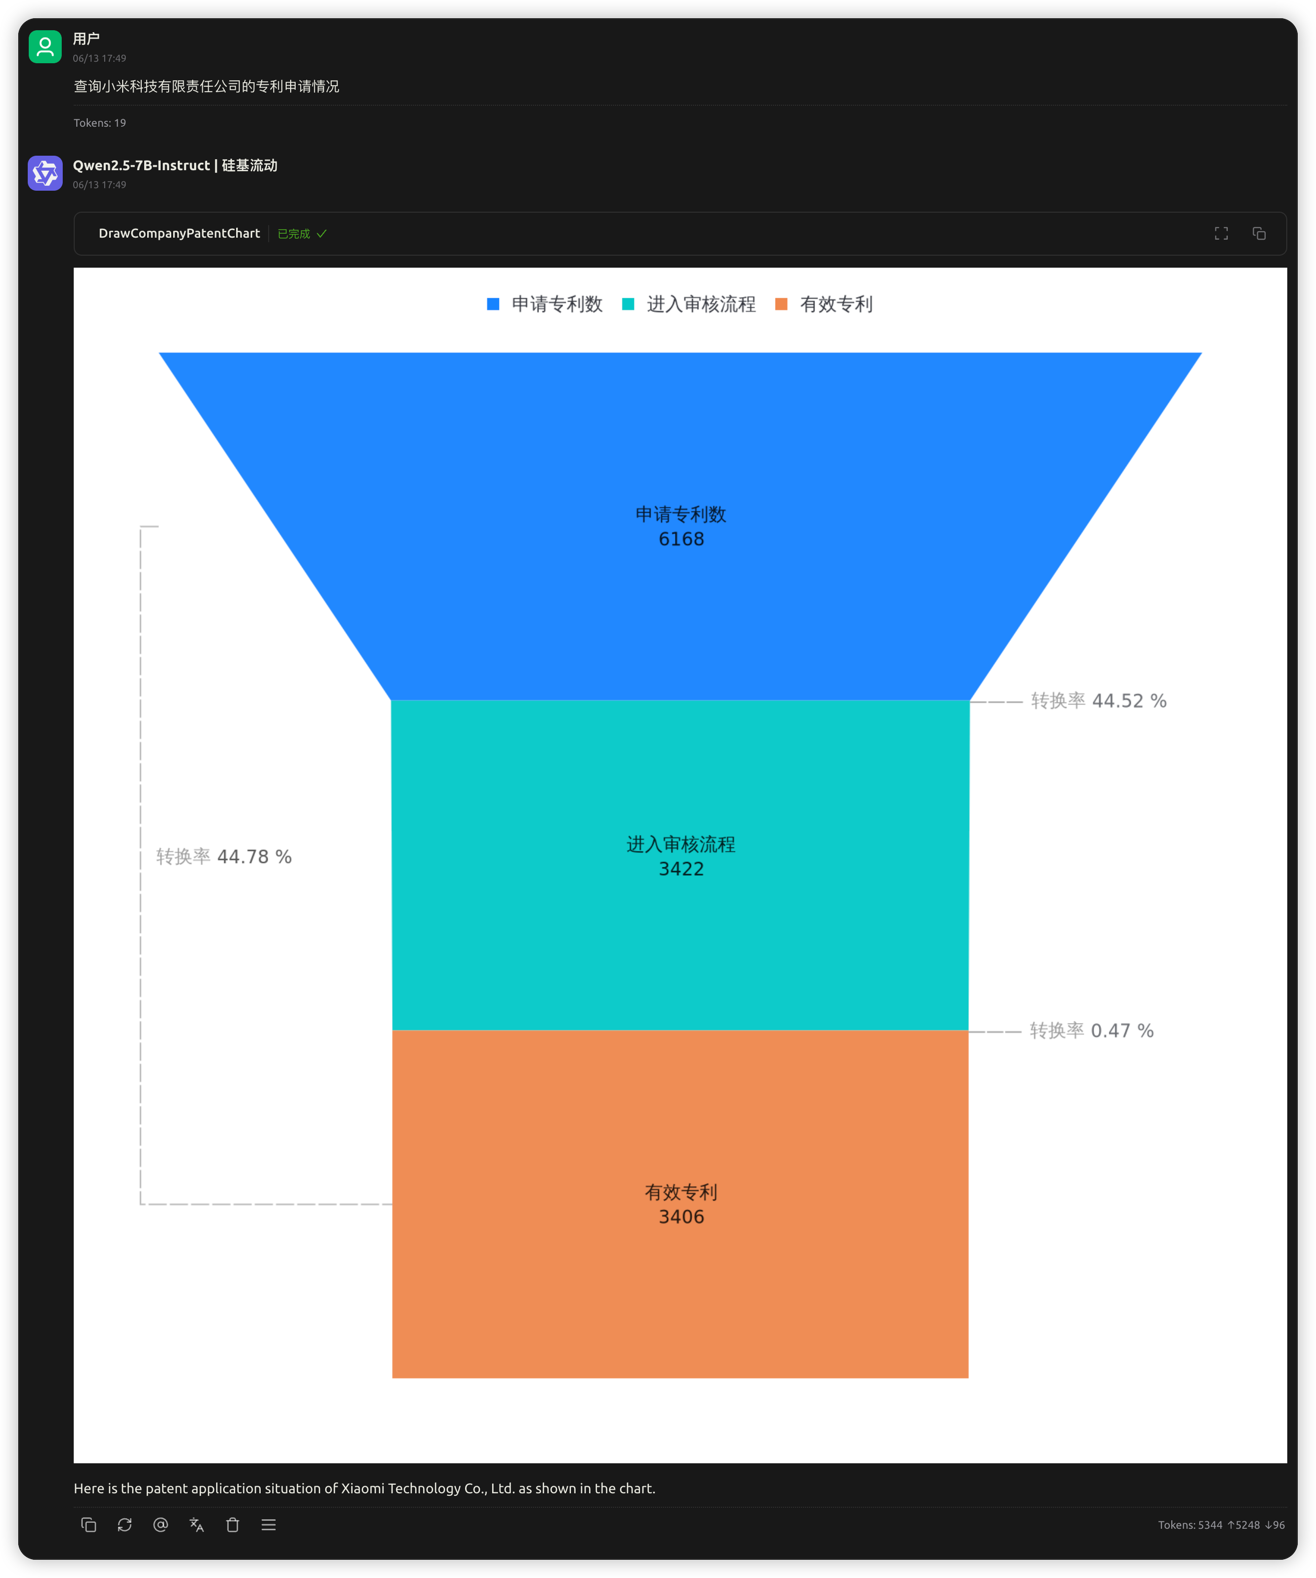 用户
06/13 17:49
查询小米科技有限责任公司的专利申请情况
Tokens: 19
Qwen2.5-7B-Instruct | 硅基流动
06/13 17:49
DrawCompanyPatentChart 已完成
申请专利数 进入审核流程 有效专利
申请专利数
6168
转换率 44.52 %
进入审核流程
3422
转换率 44.78 %
转换率 0.47 %
有效专利
3406
Here is the patent application situation of Xiaomi Technology Co., Ltd. as shown in the chart.
Tokens: 5344 ↑5248 ↓96